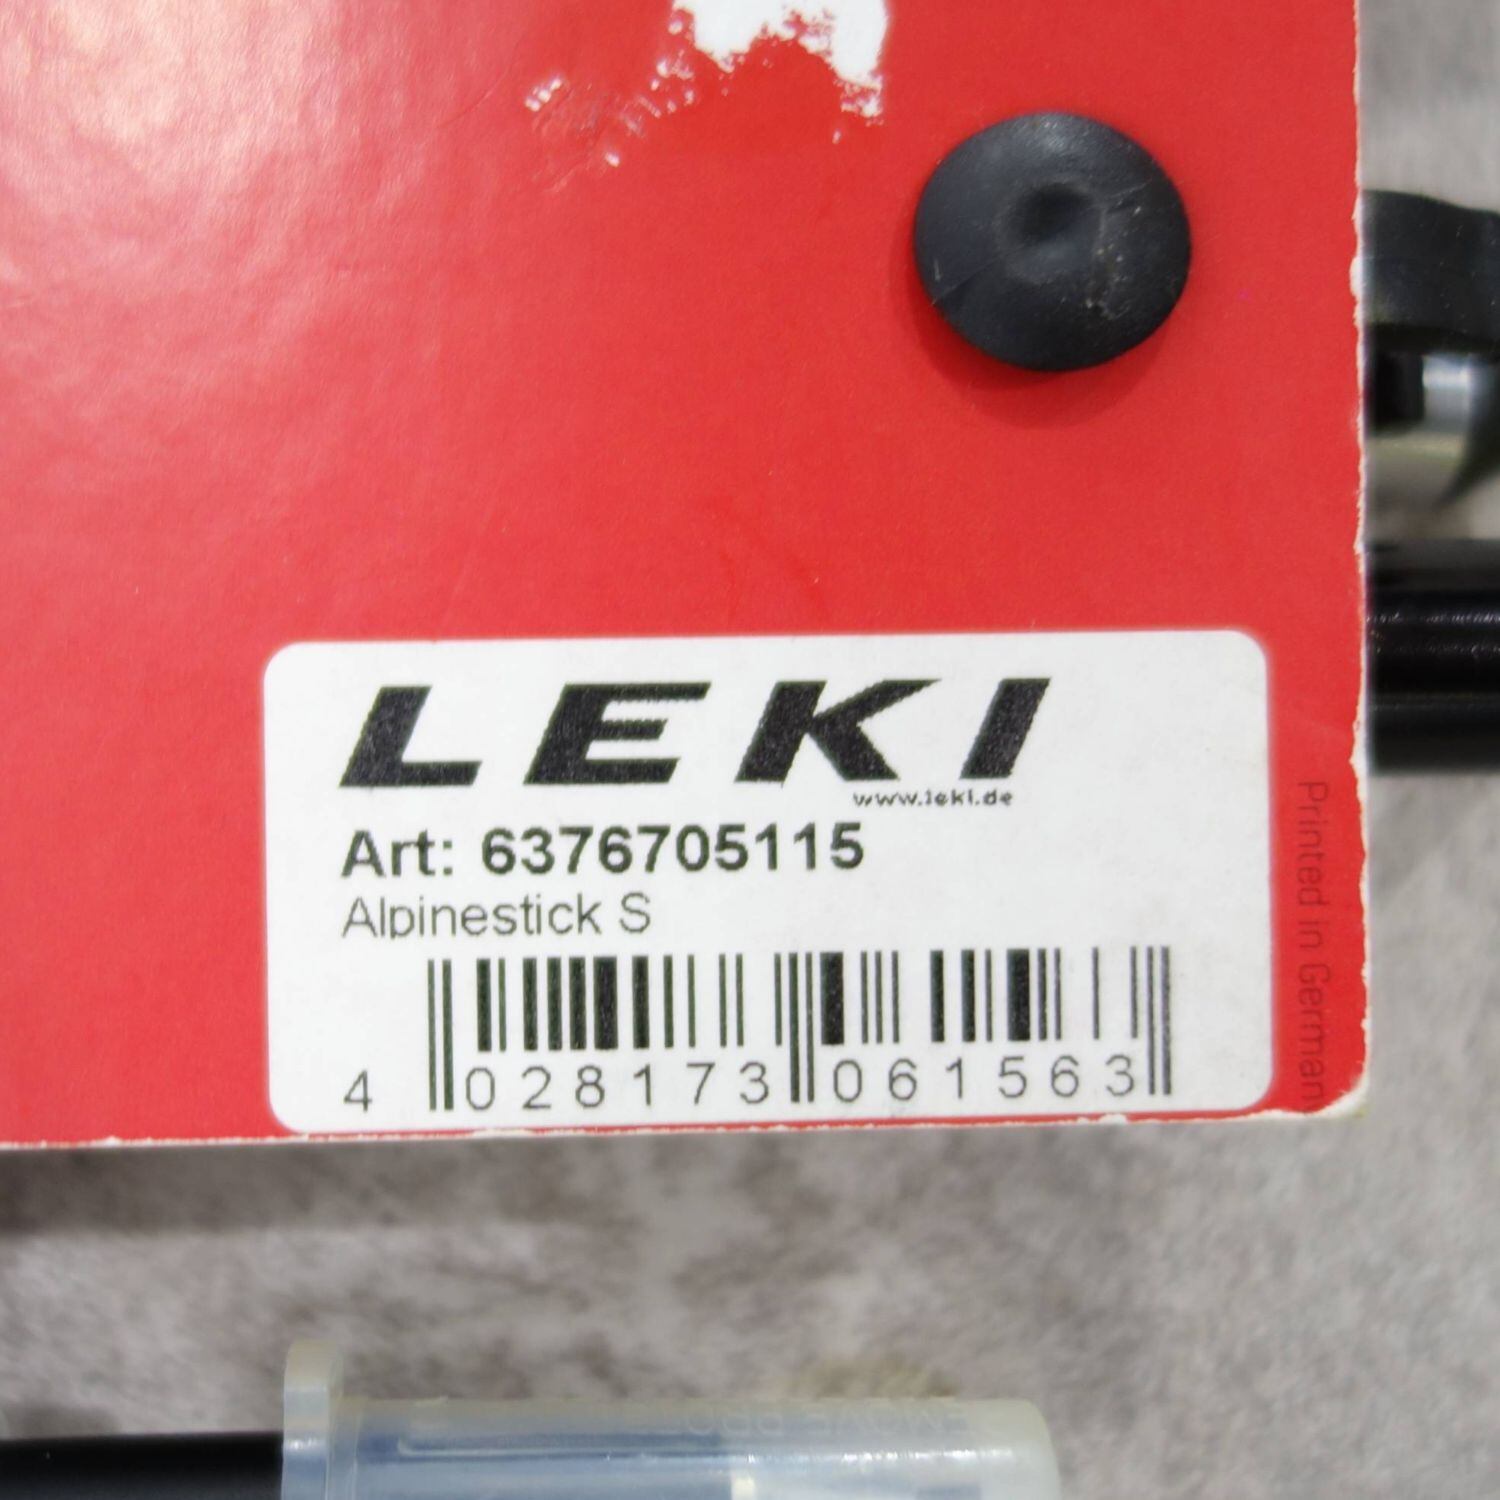 LEKI
www.leki.de
Art: 6376705115
Alpinestick S
4 028173 061563
Printed in German